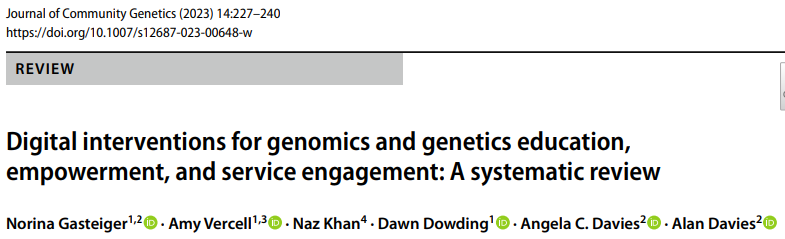 Journal of Community Genetics (2023) 14:227–240
https://doi.org/10.1007/s12687-023-00648-w
REVIEW
Digital interventions for genomics and genetics education,
empowerment, and service engagement: A systematic review
Norina Gasteiger1,2 · Amy Vercell1,3 · Naz Khan4 · Dawn Dowding1 · Angela C. Davies2 · Alan Davies2